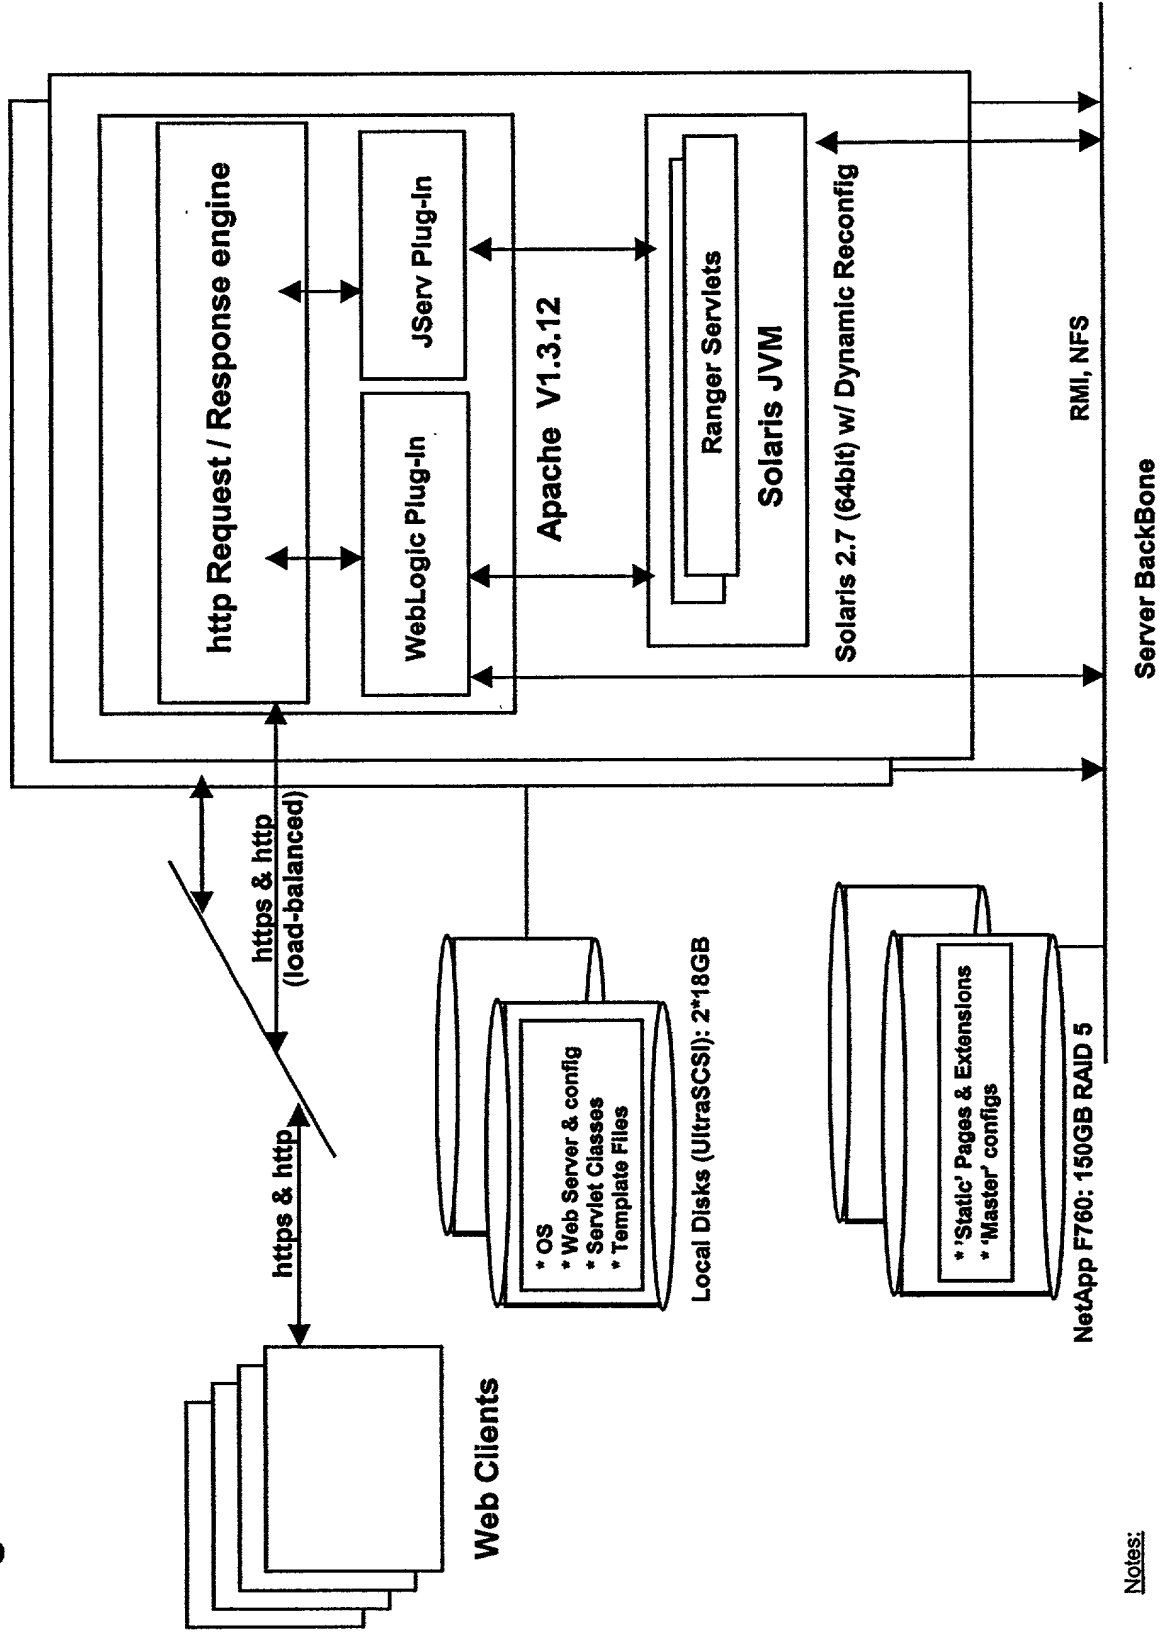 http Request / Response engine
WebLogic Plug-In
JServ Plug-In
Apache V1.3.12
Ranger Servlets
Solaris JVM
Solaris 2.7 (64bit) w/ Dynamic Reconfig
https & http
https & http
(load-balanced)
Web Clients
* OS
* Web Server & config
* Servlet Classes
* Template Files
Local Disks (UltraSCSI): 2*18GB
* 'Static' Pages & Extensions
* 'Master' configs
NetApp F760: 150GB RAID 5
RMI, NFS
Server BackBone
Notes: